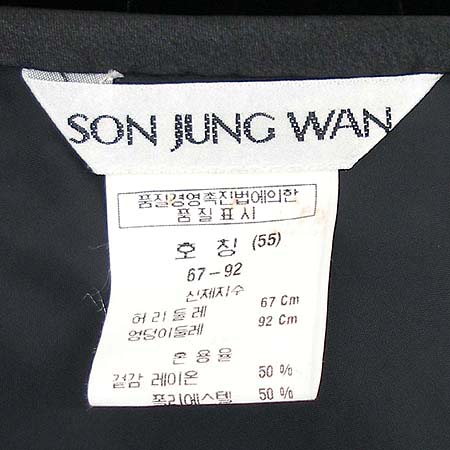 SON JUNG WAN
품질경영촉진법에의한
품질표시
호 칭 (55)
67-92
신체치수
허리둘레 67 Cm
엉덩이둘레 92 Cm
혼용율
겉감 레이온 50 %
폴리에스텔 50 %